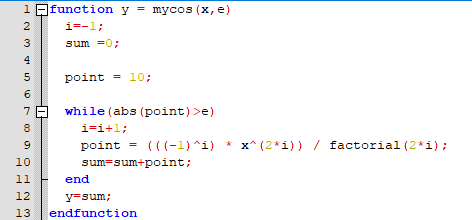 1 function y = mycos(x,e)
2 i=-1;
3 sum =0;
4
5 point = 10;
6
7 while(abs(point)>e)
8 i=i+1;
9 point = (((-1)^i) * x^(2*i)) / factorial(2*i);
10 sum=sum+point;
11 end
12 y=sum;
13 endfunction